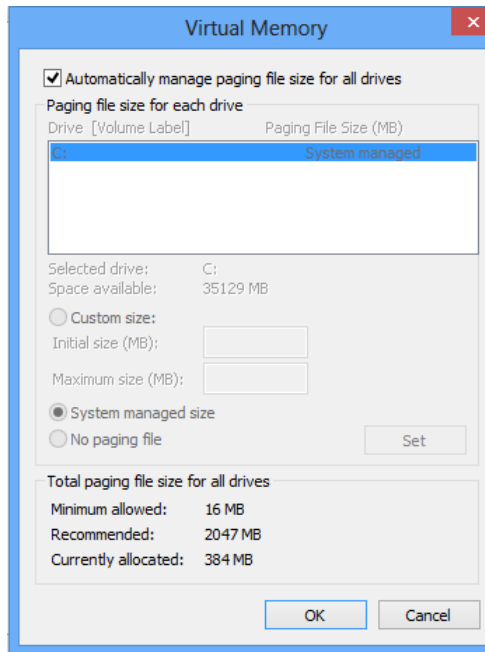 Virtual Memory
Automatically manage paging file size for all drives
Paging file size for each drive
Drive [Volume Label] Paging File Size (MB)
C: System managed
Selected drive: C:
Space available: 35129 MB
Custom size:
Initial size (MB):
Maximum size (MB):
System managed size
No paging file Set
Total paging file size for all drives
Minimum allowed: 16 MB
Recommended: 2047 MB
Currently allocated: 384 MB
OK Cancel